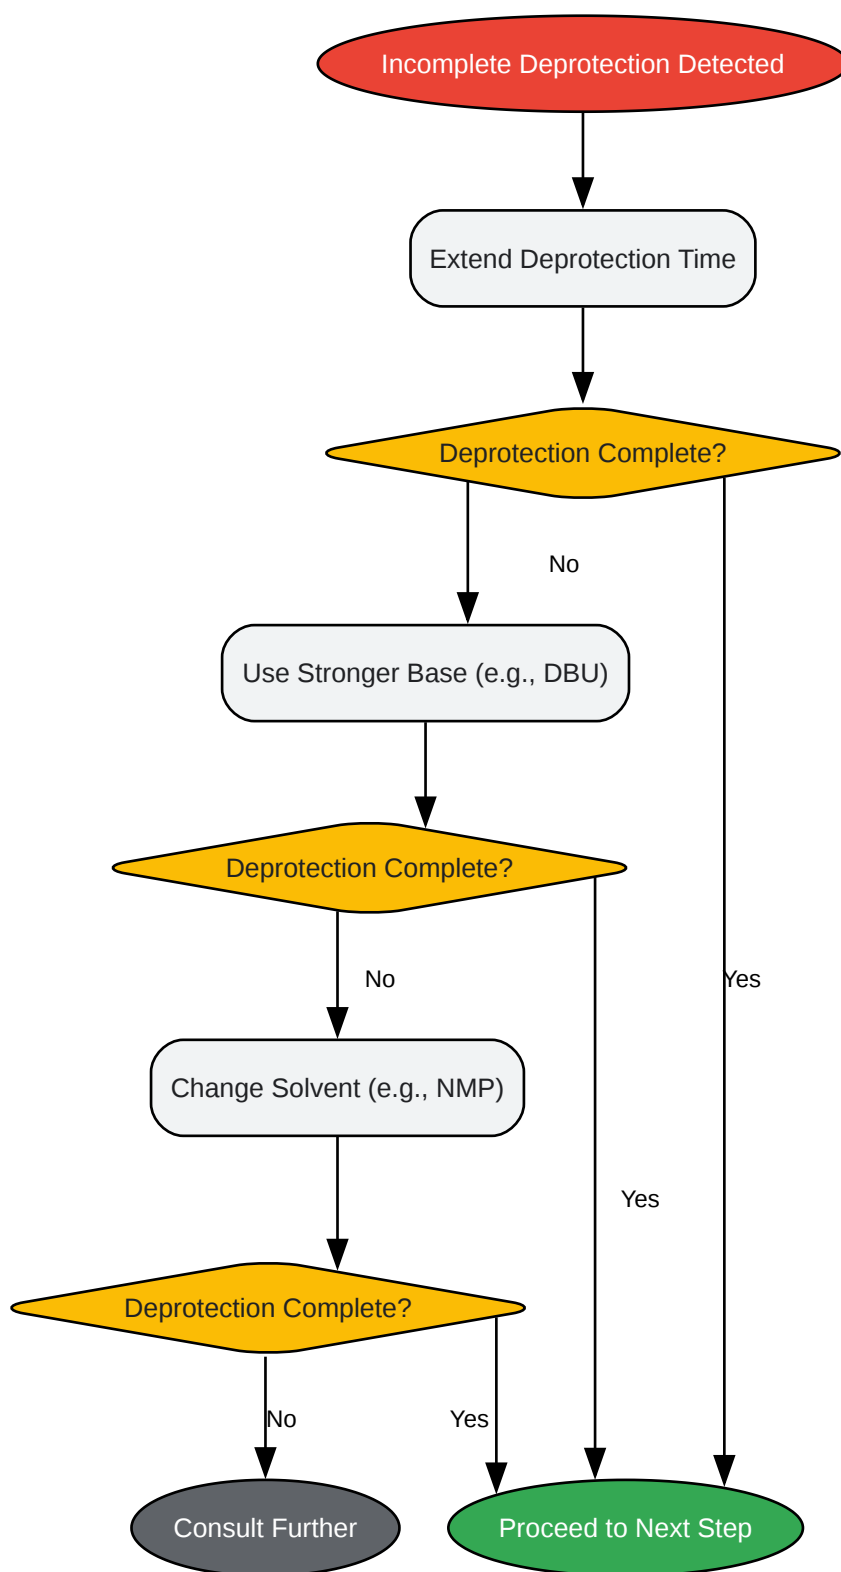 Incomplete Deprotection Detected
Extend Deprotection Time
Deprotection Complete?
No
Use Stronger Base (e.g., DBU)
Deprotection Complete?
No
Yes
Change Solvent (e.g., NMP)
Yes
Deprotection Complete?
No
Yes
Consult Further
Proceed to Next Step